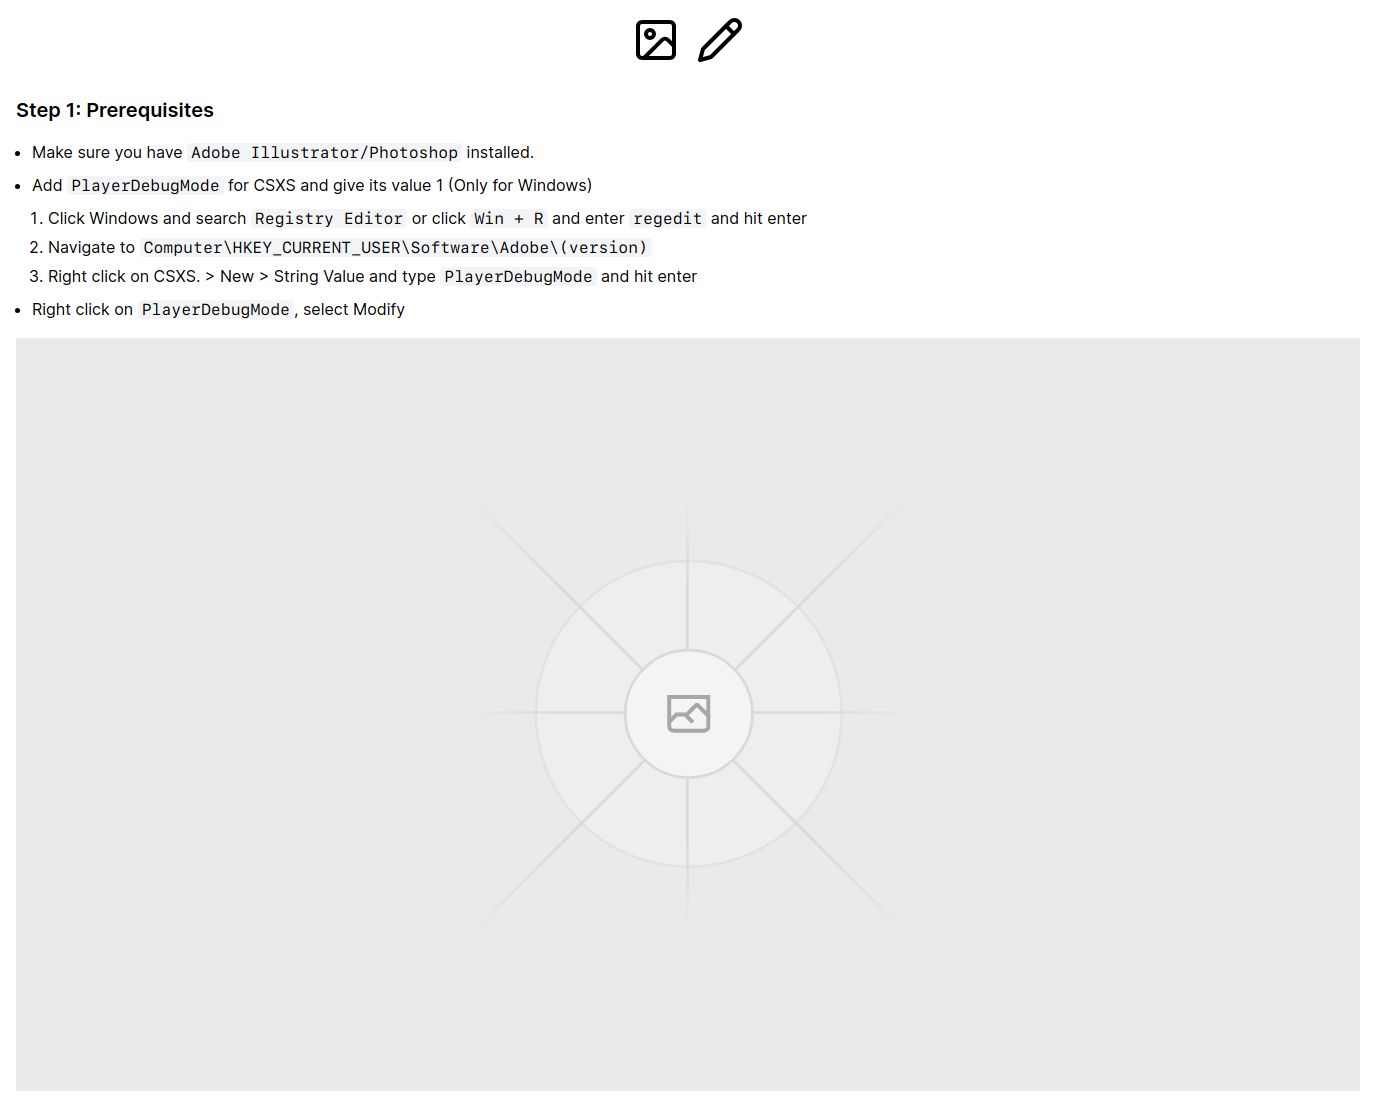 Step 1: Prerequisites
Make sure you have Adobe Illustrator/Photoshop installed.
Add PlayerDebugMode for CSXS and give its value 1 (Only for Windows)
1. Click Windows and search Registry Editor or click Win + R and enter regedit and hit enter
2. Navigate to Computer\HKEY_CURRENT_USER\Software\Adobe\(version)
3. Right click on CSXS. > New > String Value and type PlayerDebugMode and hit enter
Right click on PlayerDebugMode, select Modify